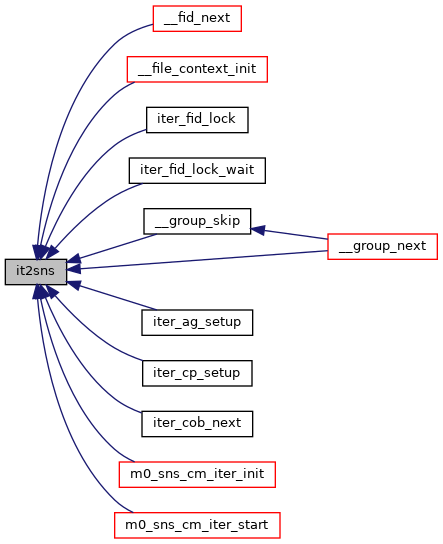 __fid_next
__file_context_init
iter_fid_lock
iter_fid_lock_wait
__group_skip
__group_next
it2sns
iter_ag_setup
iter_cp_setup
iter_cob_next
m0_sns_cm_iter_init
m0_sns_cm_iter_start